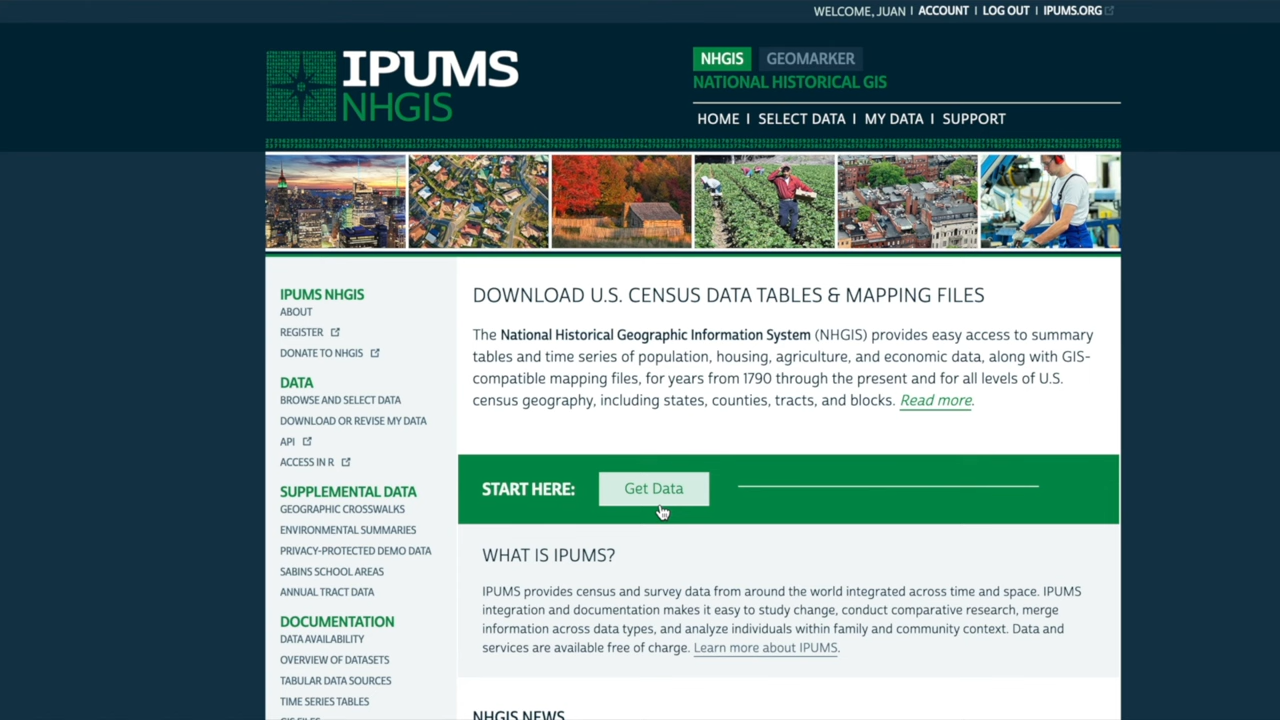 WELCOME, JUAN | ACCOUNT | LOG OUT | IPUMS.ORG
IPUMS
NHGIS
NHGIS GEOMARKER
NATIONAL HISTORICAL GIS
HOME | SELECT DATA | MY DATA | SUPPORT
IPUMS NHGIS
ABOUT
REGISTER
DONATE TO NHGIS
DATA
BROWSE AND SELECT DATA
DOWNLOAD OR REVISE MY DATA
API
ACCESS IN R
SUPPLEMENTAL DATA
GEOGRAPHIC CROSSWALKS
ENVIRONMENTAL SUMMARIES
PRIVACY-PROTECTED DEMO DATA
SABINS SCHOOL AREAS
ANNUAL TRACT DATA
DOCUMENTATION
DATA AVAILABILITY
OVERVIEW OF DATASETS
TABULAR DATA SOURCES
TIME SERIES TABLES
GIS FILES
DOWNLOAD U.S. CENSUS DATA TABLES & MAPPING FILES
The National Historical Geographic Information System (NHGIS) provides easy access to summary
tables and time series of population, housing, agriculture, and economic data, along with GIS-
compatible mapping files, for years from 1790 through the present and for all levels of U.S.
census geography, including states, counties, tracts, and blocks. Read more.
START HERE: Get Data
WHAT IS IPUMS?
IPUMS provides census and survey data from around the world integrated across time and space. IPUMS
integration and documentation makes it easy to study change, conduct comparative research, merge
information across data types, and analyze individuals within family and community context. Data and
services are available free of charge. Learn more about IPUMS.
NHGIS NEWS